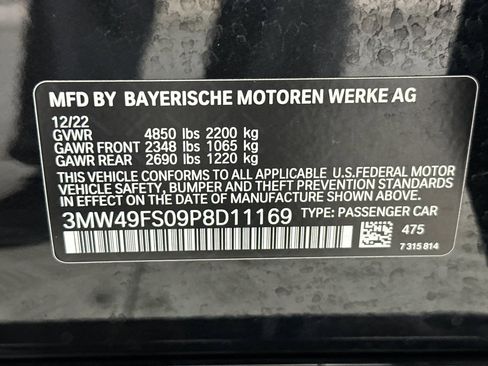 MFD BY BAYERISCHE MOTOREN WERKE AG
12/22
GVWR 4850 lbs 2200 kg
GAWR FRONT 2348 lbs 1065 kg
GAWR REAR 2690 lbs 1220 kg
THIS VEHICLE CONFORMS TO ALL APPLICABLE U.S.FEDERAL MOTOR
VEHICLE SAFETY, BUMPER, AND THEFT PREVENTION STANDARDS
IN EFFECT ON THE DATE OF MANUFACTURE SHOWN ABOVE.
3MW49FS09P8D11169 TYPE: PASSENGER CAR
475
7 315 814